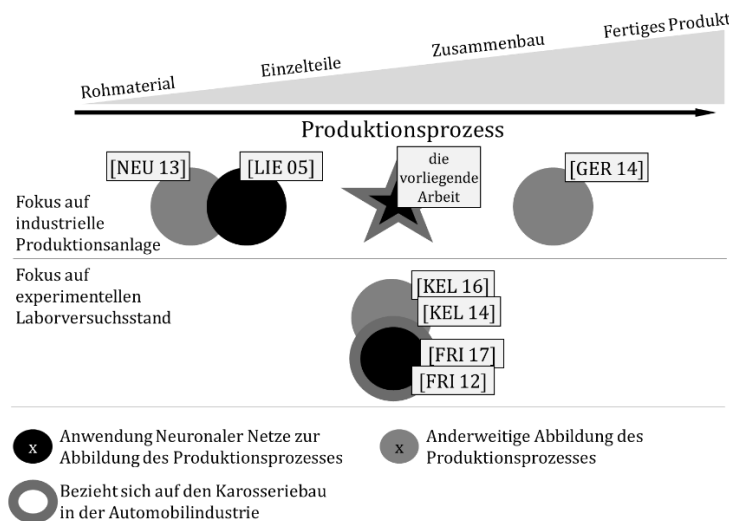 Rohmaterial
Einzelteile
Zusammenbau
Fertiges Produkt
Produktionsprozess
[NEU 13]
[LIE 05]
die
vorliegende
Arbeit
[GER 14]
Fokus auf
industrielle
Produktionsanlage
Fokus auf
experimentellen
Laborversuchsstand
[KEL 16]
[KEL 14]
[FRI 17]
[FRI 12]
x
Anwendung Neuronaler Netze zur
Abbildung des Produktionsprozesses
x
Anderweitige Abbildung des
Produktionsprozesses
Bezieht sich auf den Karosseriebau
in der Automobilindustrie